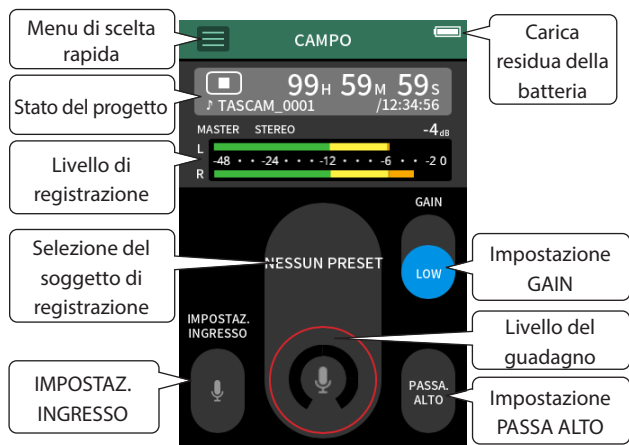 Menu di scelta
rapida
CAMPO
Carica
residua della
batteria
Stato del progetto
99H 59M 59S
♪ TASCAM_0001
/12:34:56
MASTER STEREO -4dB
L
-48 · · -24 · · · -12 · · · -6 · · -2 0
R
Livello di
registrazione
GAIN
LOW
Impostazione
GAIN
Selezione del
soggetto di
registrazione
NESSUN PRESET
IMPOSTAZ.
INGRESSO
Livello del
guadagno
IMPOSTAZ.
INGRESSO
PASSA.
ALTO
Impostazione
PASSA ALTO